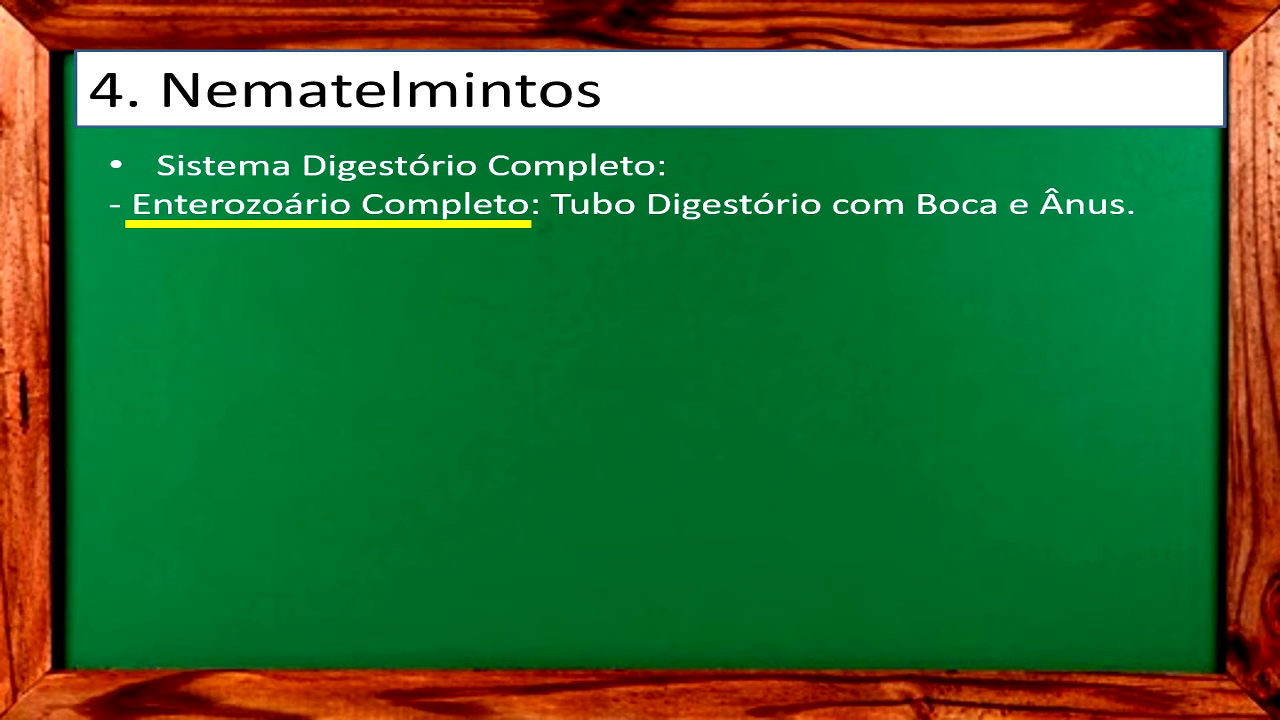 4. Nematelmintos
• Sistema Digestório Completo:
- Enterozoário Completo: Tubo Digestório com Boca e Ânus.